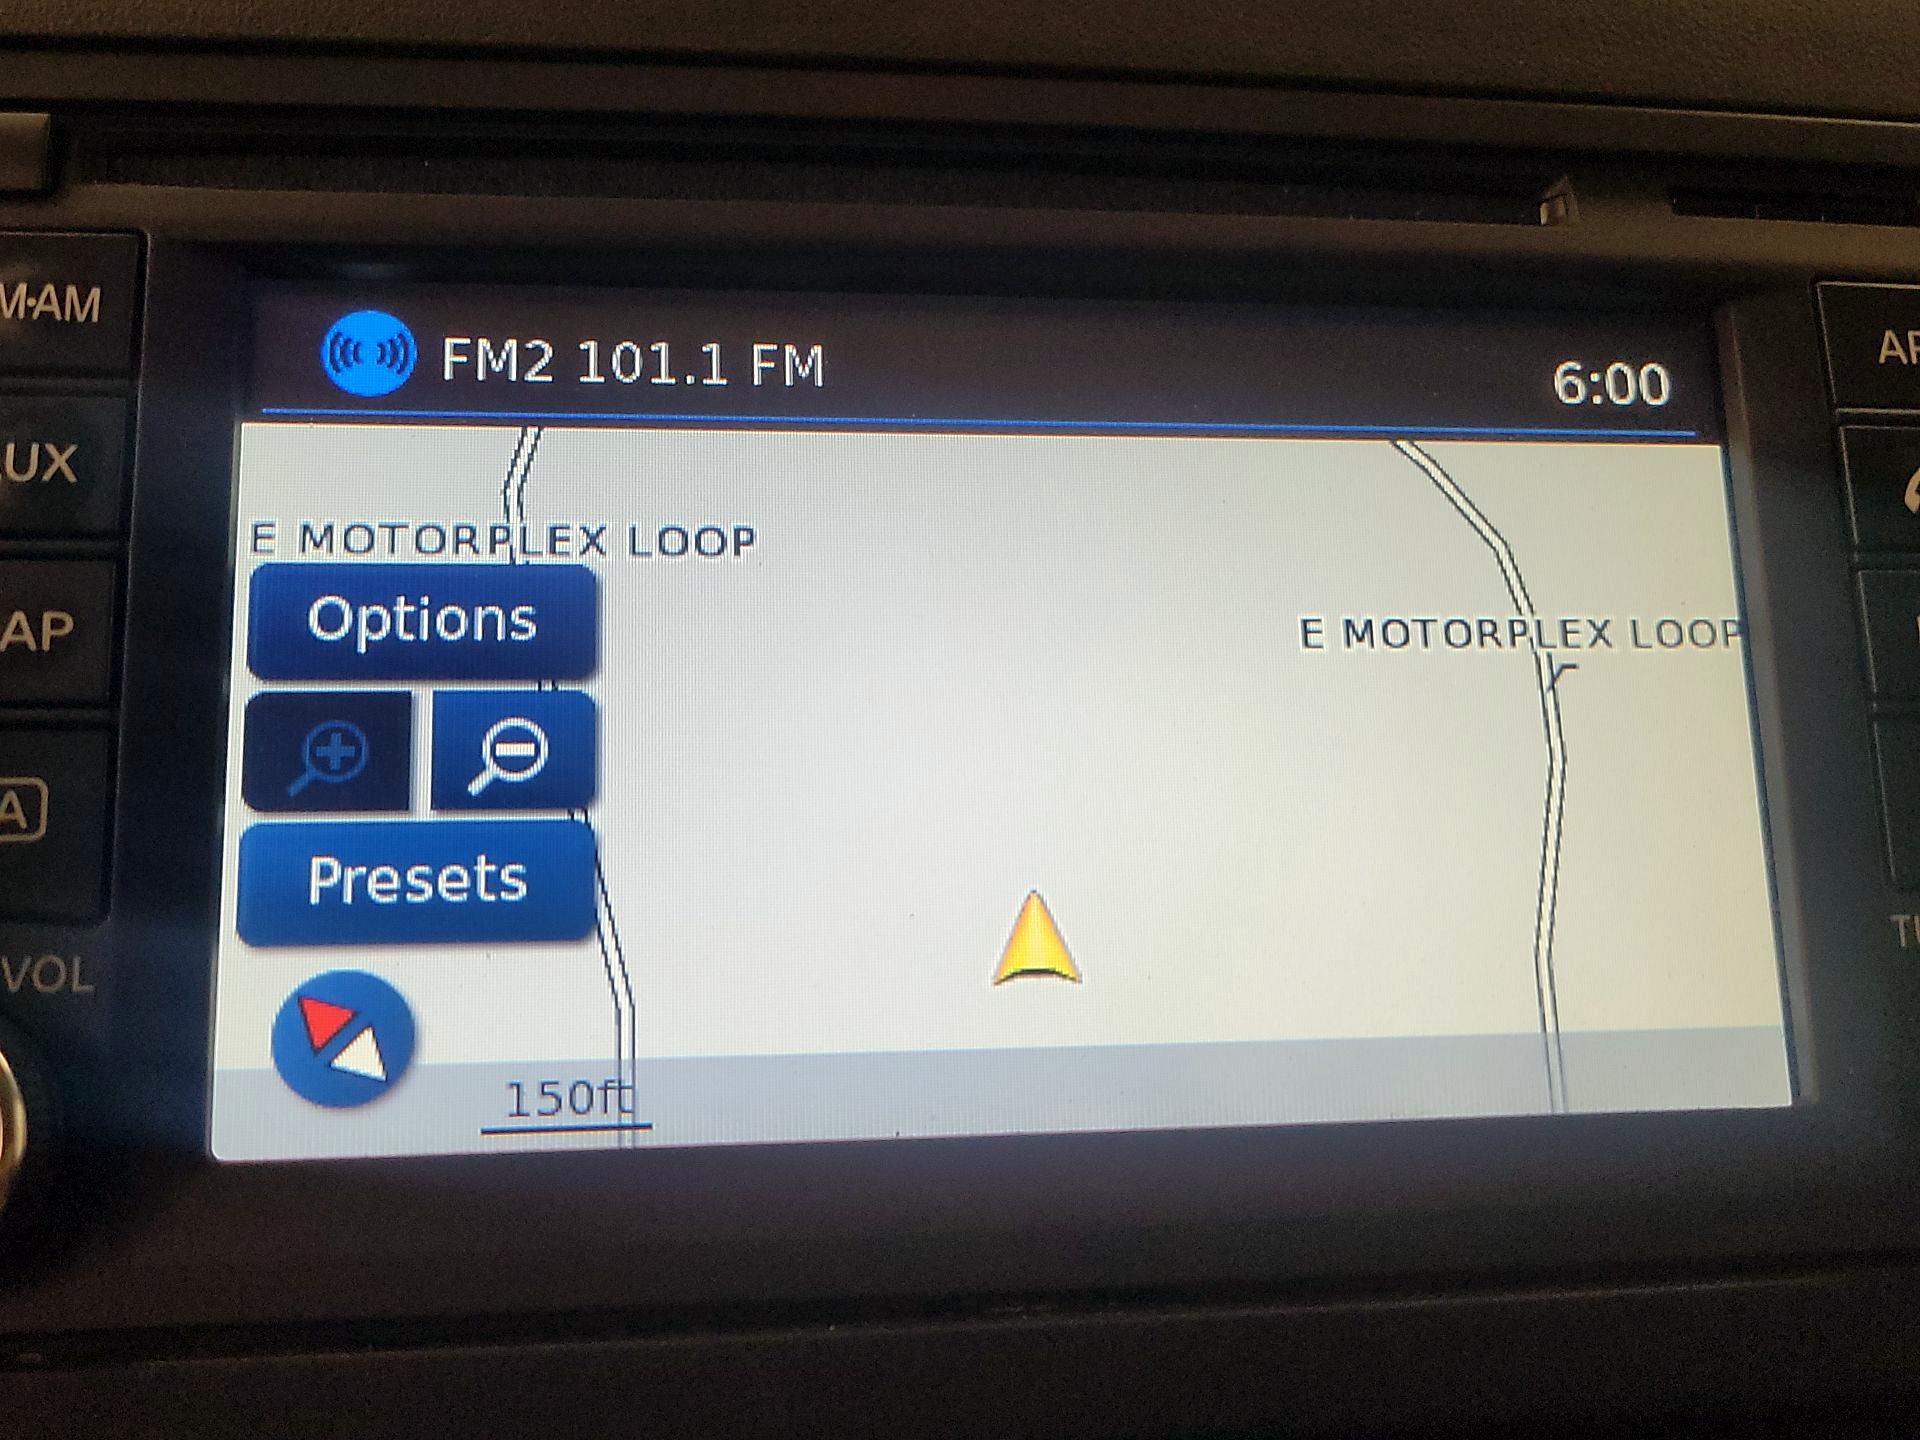 M·AM
FM2 101.1 FM
6:00
UX
E MOTORPLEX LOOP
Options
E MOTORPLEX LOOP
AP
A
Presets
VOL
150ft